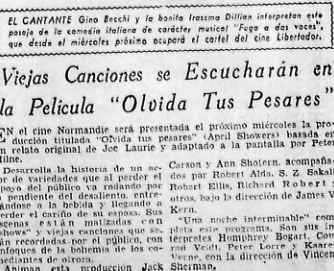 EL CANTANTE Gino Becchi y la bonita Irasema Dillian interpretan este
pasaje de la comedia italiana de carácter musical "Fuga a dos voces",
que desde el miércoles próximo ocupará el cartel del cine Libertador.
Viejas Canciones se Escucharán en
la Película "Olvida Tus Pesares"
EN el cine Normandie será presentada el próximo miércoles la pro-
ducción titulada "Olvida tus pesares" (April Showers) basada en
un relato original de Joe Laurie y adaptado a la pantalla por Peter
Milne.
Desarrolla la historia de un ac-
tor de variedades que al perder el
apoyo del público va rodando por
la pendiente del desaliento, entre-
gándose a la bebida y llegando a
perder el cariño de su esposa. Sus
escenas están matizadas con
show" y viejas canciones que se-
rán recordadas por el público, con
enfoques de la bohemia de los co-
mediantes de otrora.
Animan esta producción Jack
Carson y Ann Shotern, acompaña-
dos por Robert Alda, S. Z. Sakall
Robert Ellis, Richard Robert y
otros, bajo la dirección de James V.
Kern.
"Una noche interminable" com-
pleta este programa. Son sus in-
térpretes Humphrey Bogart, Con-
rad Veidt, Peter Lorre y Kaaren
Verne, con la dirección de Vincent
Sherman.